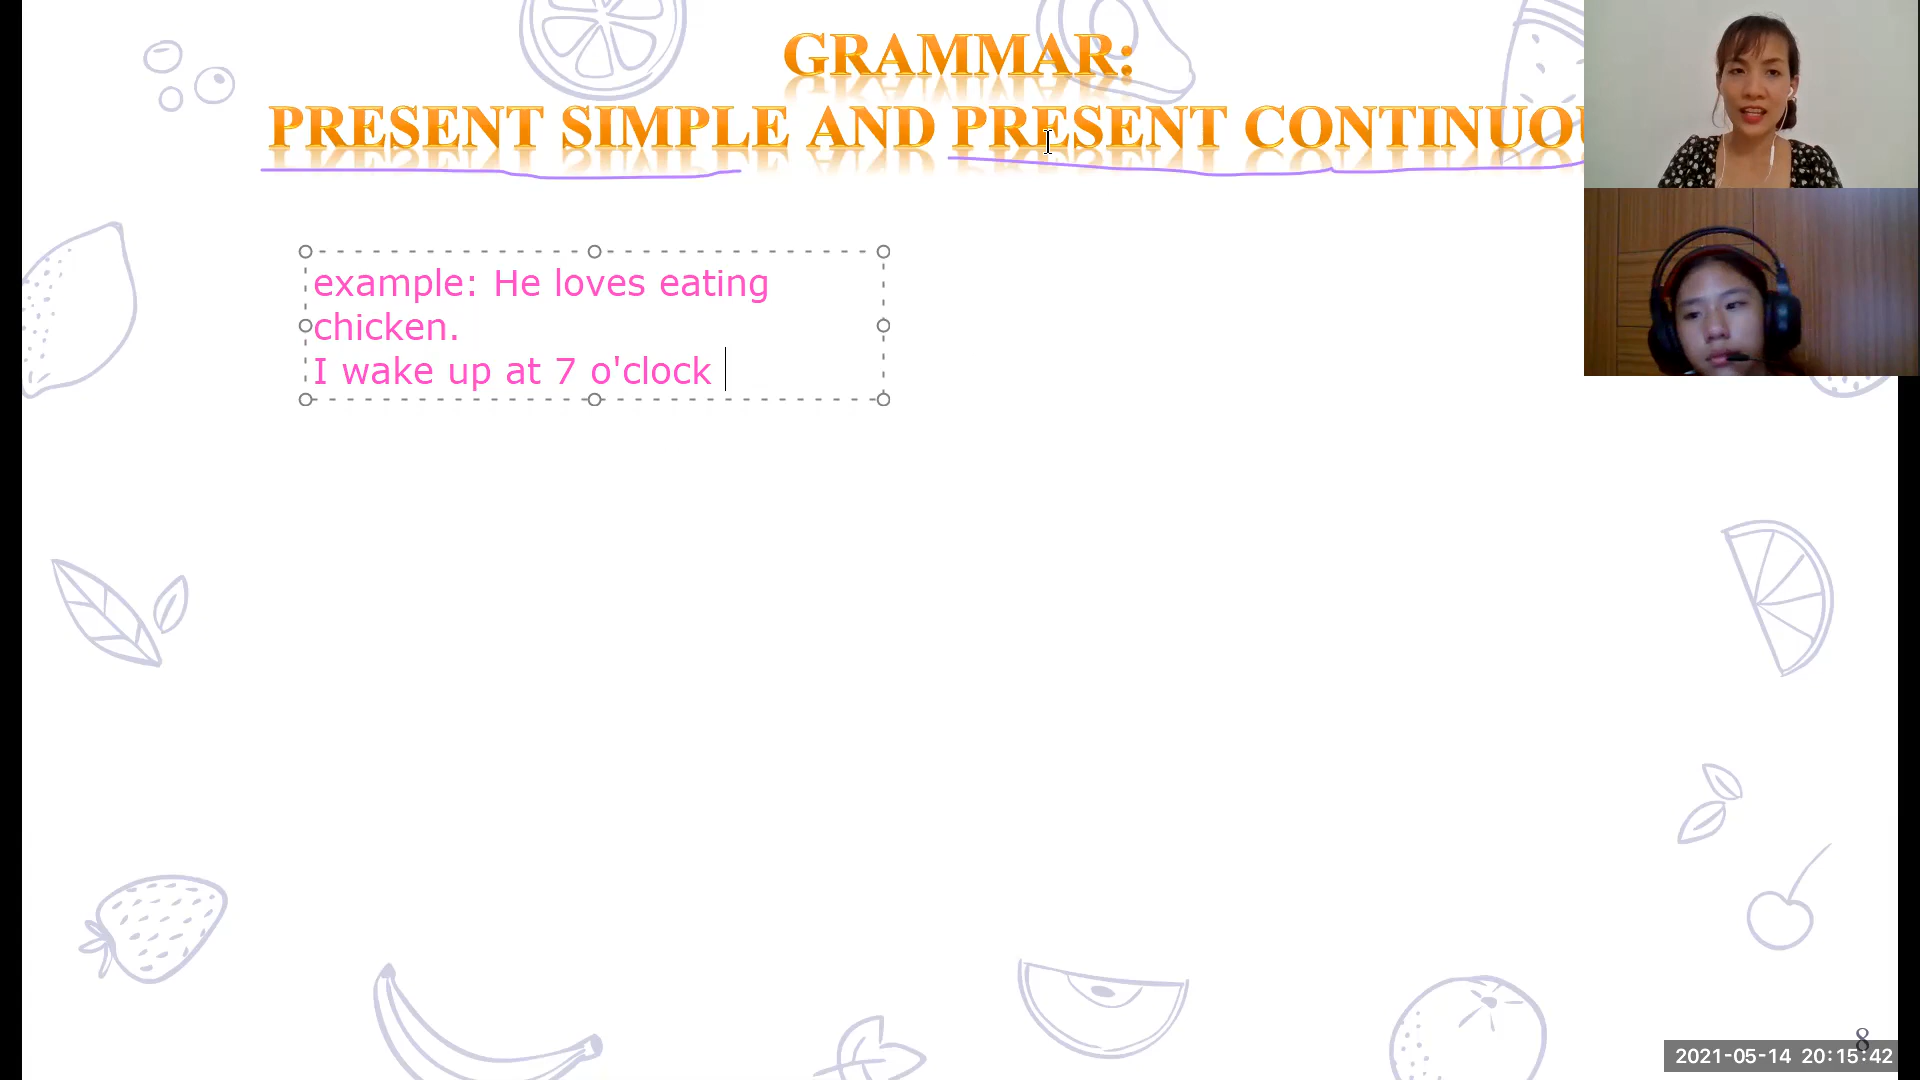 GRAMMAR:
PRESENT SIMPLE AND PRESENT CONTINUOU
example: He loves eating
chicken.
I wake up at 7 o'clock
8
2021-05-14 20:15:42